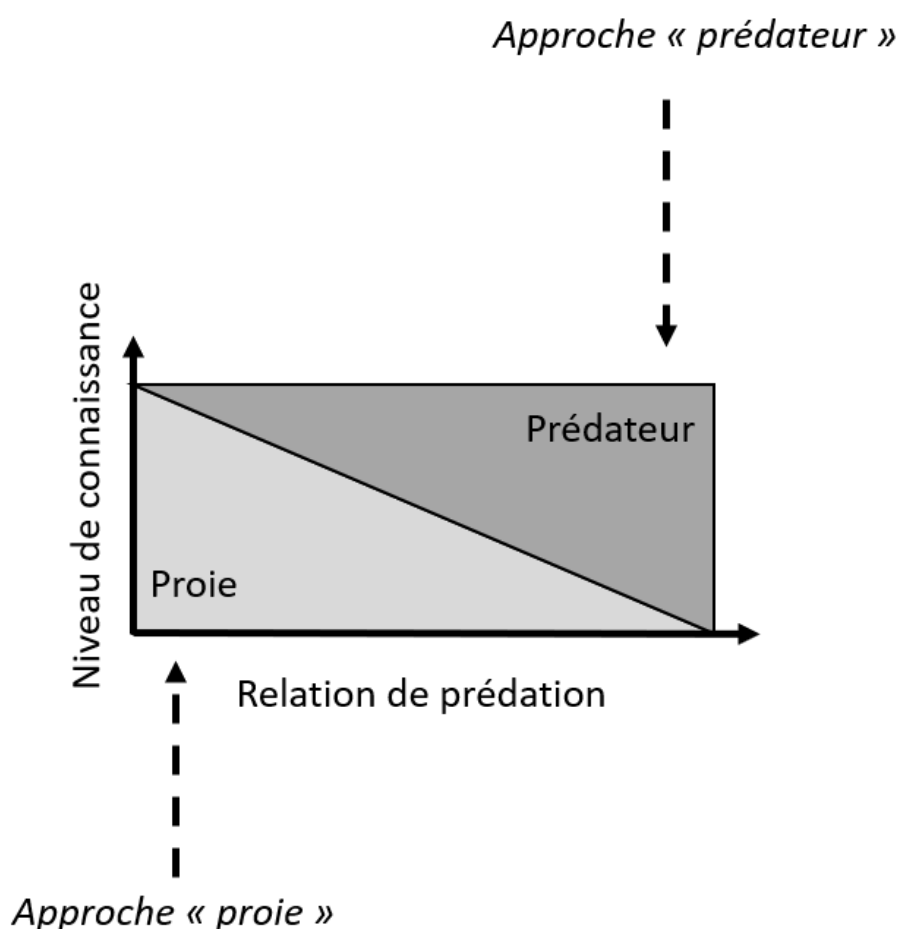 Approche « prédateur »
Niveau de connaissance
Prédateur
Proie
Relation de prédation
Approche « proie »